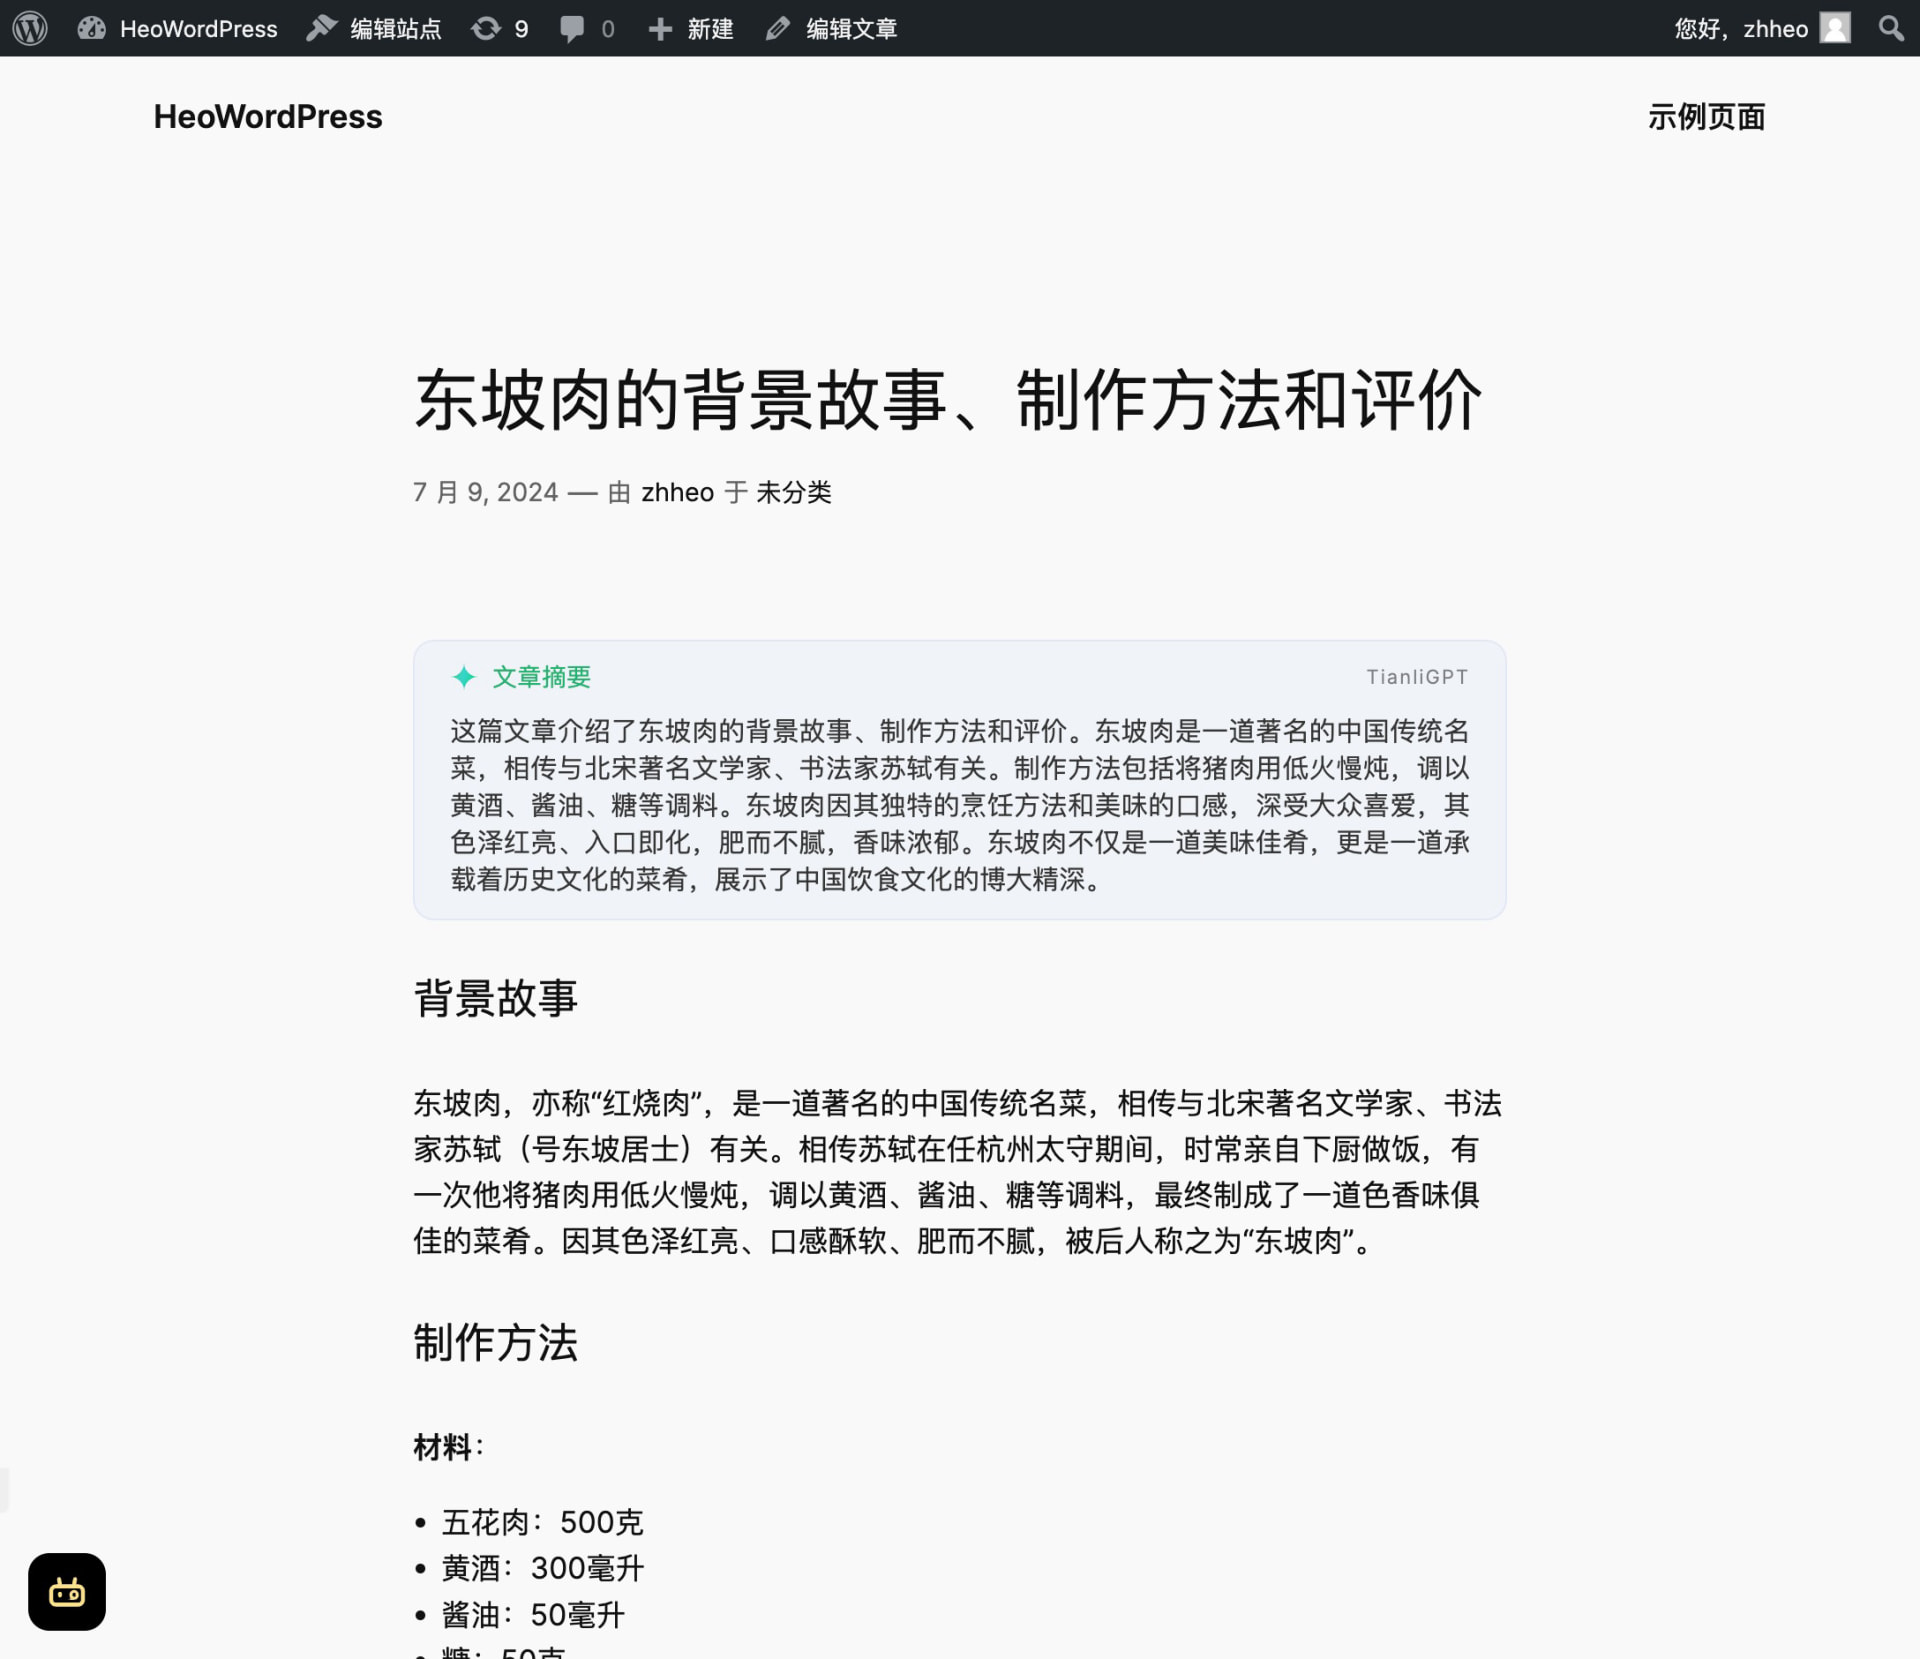 HeoWordPress 编辑站点 9 0 新建 编辑文章 您好，zhheo
HeoWordPress 示例页面
东坡肉的背景故事、制作方法和评价
7 月 9, 2024 — 由 zhheo 于 未分类
文章摘要 TianliGPT
这篇文章介绍了东坡肉的背景故事、制作方法和评价。东坡肉是一道著名的中国传统名
菜，相传与北宋著名文学家、书法家苏轼有关。制作方法包括将猪肉用低火慢炖，调以
黄酒、酱油、糖等调料。东坡肉因其独特的烹饪方法和美味的口感，深受大众喜爱，其
色泽红亮、入口即化，肥而不腻，香味浓郁。东坡肉不仅是一道美味佳肴，更是一道承
载着历史文化的菜肴，展示了中国饮食文化的博大精深。
背景故事
东坡肉，亦称“红烧肉”，是一道著名的中国传统名菜，相传与北宋著名文学家、书法
家苏轼（号东坡居士）有关。相传苏轼在任杭州太守期间，时常亲自下厨做饭，有
一次他将猪肉用低火慢炖，调以黄酒、酱油、糖等调料，最终制成了一道色香味俱
佳的菜肴。因其色泽红亮、口感酥软、肥而不腻，被后人称之为“东坡肉”。
制作方法
材料：
• 五花肉：500克
• 黄酒：300毫升
• 酱油：50毫升
• 糖：50克